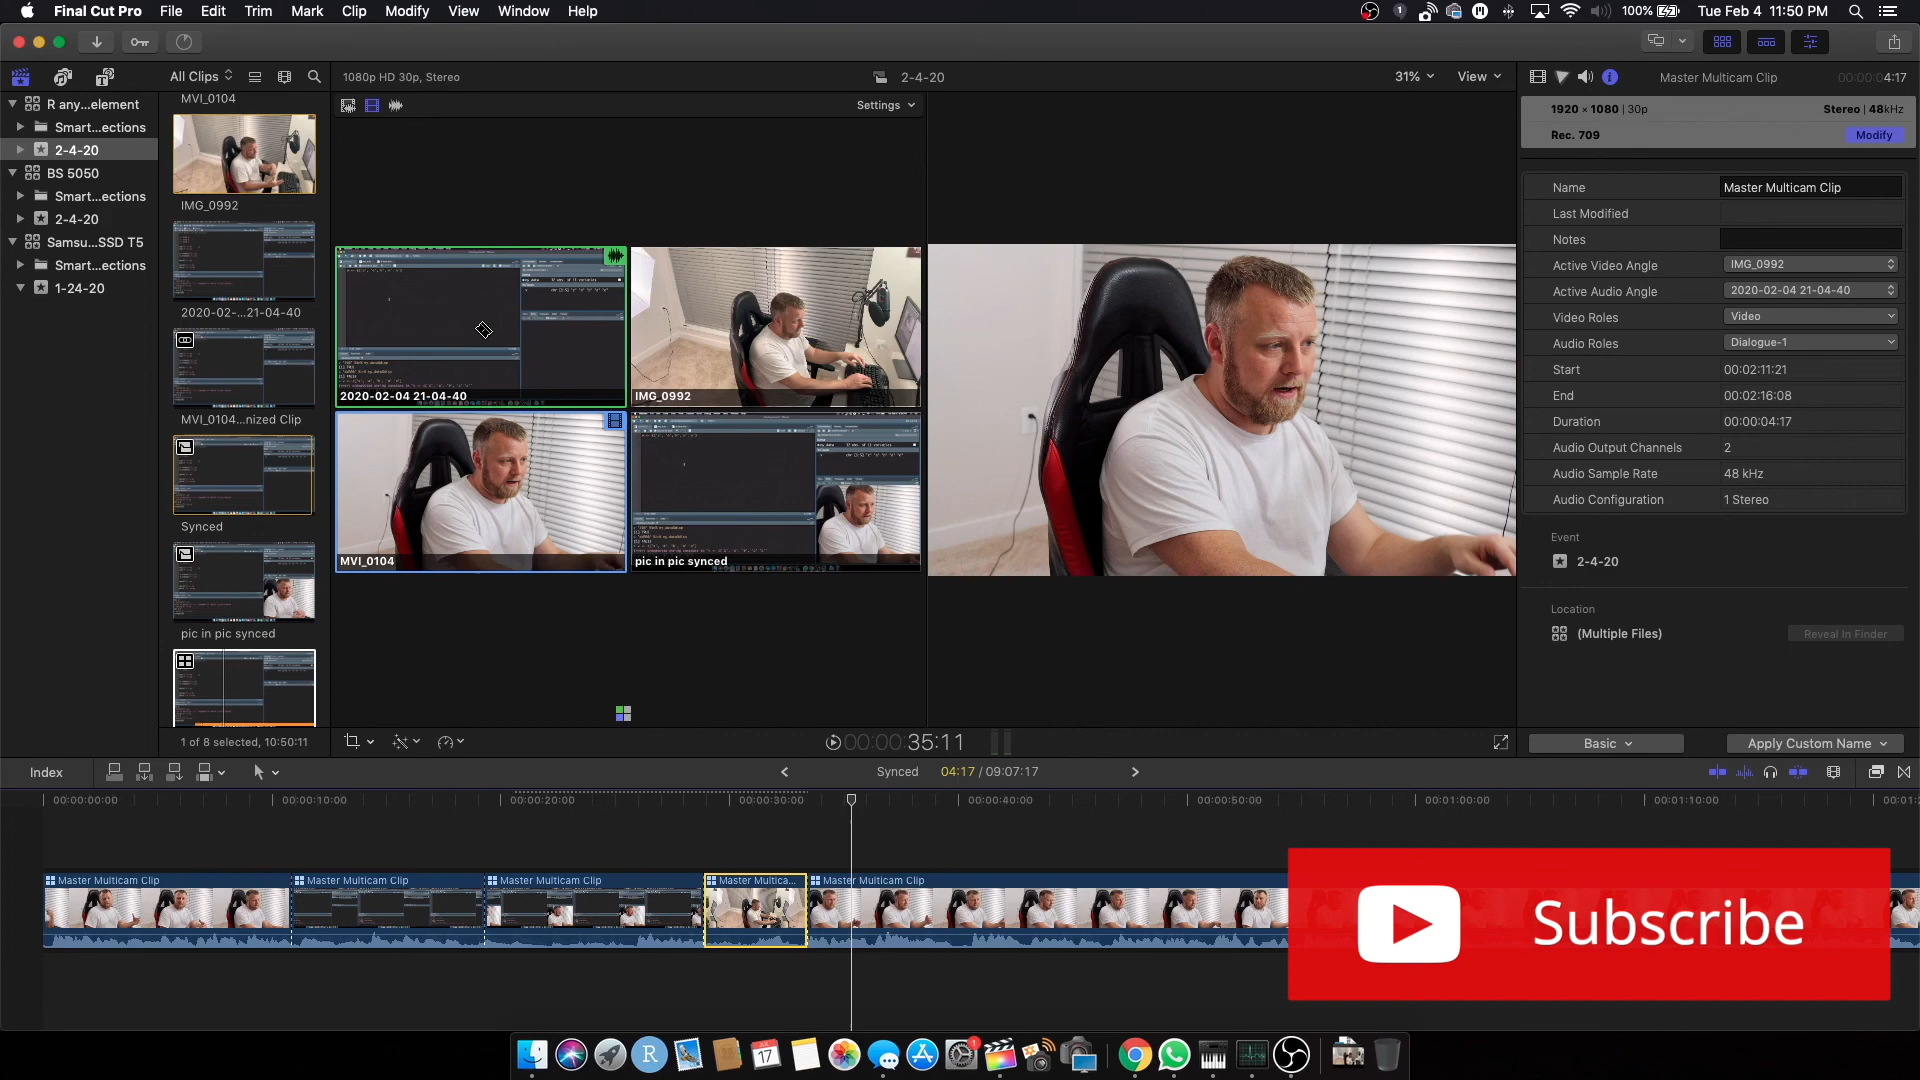 Final Cut Pro File Edit Trim Mark Clip Modify View Window Help 100% Tue Feb 4 11:50 PM
All Clips 1080p HD 30p, Stereo 2-4-20 31% View Master Multicam Clip 00:00:04:17
MVI_0104 Settings
R any...element
Smart...ections
2-4-20
BS 5050
Smart...ections
2-4-20
Samsu...SSD T5
Smart...ections
1-24-20
IMG_0992
2020-02-...21-04-40
MVI_0104...nized Clip
Synced
pic in pic synced
1 of 8 selected, 10:50:11
2020-02-04 21-04-40
IMG_0992
MVI_0104
pic in pic synced
00:00:00:35:11
1920 × 1080 | 30p Stereo | 48kHz
Rec. 709 Modify
Name Master Multicam Clip
Last Modified
Notes
Active Video Angle IMG_0992
Active Audio Angle 2020-02-04 21-04-40
Video Roles Video
Audio Roles Dialogue-1
Start 00:02:11:21
End 00:02:16:08
Duration 00:00:04:17
Audio Output Channels 2
Audio Sample Rate 48 kHz
Audio Configuration 1 Stereo
Event
2-4-20
Location
(Multiple Files) Reveal In Finder
Basic Apply Custom Name
Index Synced 04:17 / 09:07:17
00:00:00:00 00:00:10:00 00:00:20:00 00:00:30:00 00:00:40:00 00:00:50:00 00:01:00:00 00:01:10:00
Master Multicam Clip Master Multicam Clip Master Multicam Clip Master Multica... Master Multicam Clip
Subscribe
R 17 1